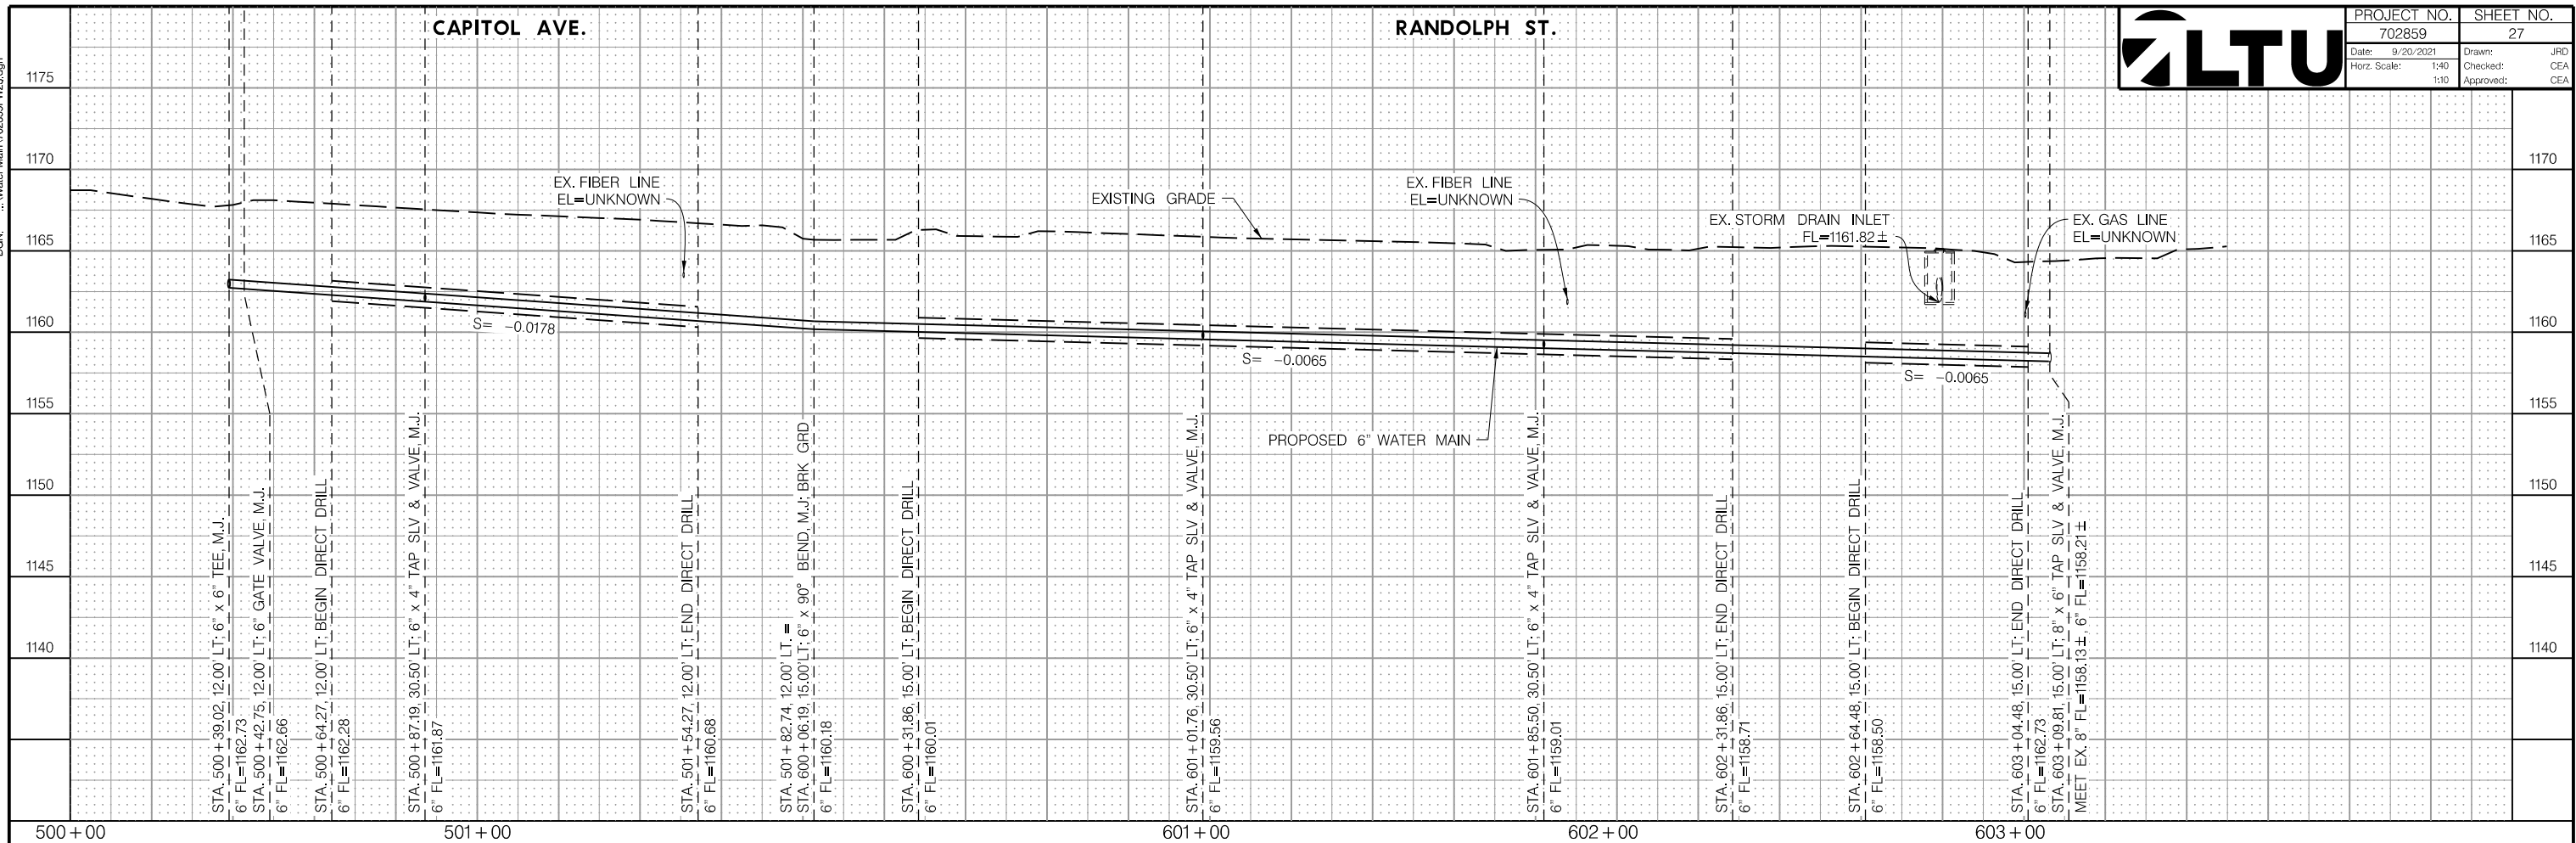 CAPITOL AVE.
RANDOLPH ST.
LTU
PROJECT NO.
702859
SHEET NO.
27
Date: 9/20/2021
Drawn: JRD
Horz. Scale: 1:40
Checked: CEA
1:10
Approved: CEA
1175
1170
1165
1160
1155
1150
1145
1140
1170
1165
1160
1155
1150
1145
1140
EX. FIBER LINE
EL=UNKNOWN
EXISTING GRADE
EX. FIBER LINE
EL=UNKNOWN
EX. STORM DRAIN INLET
FL=1161.82±
EX. GAS LINE
EL=UNKNOWN
S= -0.0178
S= -0.0065
S= -0.0065
PROPOSED 6" WATER MAIN
STA. 500+39.02, 12.00' LT; 6" x 6" TEE, M.J.
6" FL=1162.73
STA. 500+42.75, 12.00' LT; 6" GATE VALVE, M.J.
6" FL=1162.66
STA. 500+64.27, 12.00' LT; BEGIN DIRECT DRILL
6" FL=1162.28
STA. 500+87.19, 30.50' LT; 6" x 4" TAP SLV & VALVE, M.J.
6" FL=1161.87
STA. 501+54.27, 12.00' LT; END DIRECT DRILL
6" FL=1160.68
STA. 501+82.74, 12.00' LT. =
STA. 600+06.19, 15.00'LT; 6" x 90° BEND, M.J; BRK GRD
6" FL=1160.18
STA. 600+31.86, 15.00' LT; BEGIN DIRECT DRILL
6" FL=1160.01
STA. 601+01.76, 30.50' LT; 6" x 4" TAP SLV & VALVE, M.J.
6" FL=1159.56
STA. 601+85.50, 30.50' LT; 6" x 4" TAP SLV & VALVE, M.J.
6" FL=1159.01
STA. 602+31.86, 15.00' LT; END DIRECT DRILL
6" FL=1158.71
STA. 602+64.48, 15.00' LT; BEGIN DIRECT DRILL
6" FL=1158.50
STA. 603+04.48, 15.00' LT; END DIRECT DRILL
6" FL=1162.73
STA. 603+09.81, 15.00' LT; 8" x 6" TAP SLV & VALVE, M.J.
MEET EX. 8" FL=1158.13±, 6" FL=1158.21±
500+00
501+00
601+00
602+00
603+00